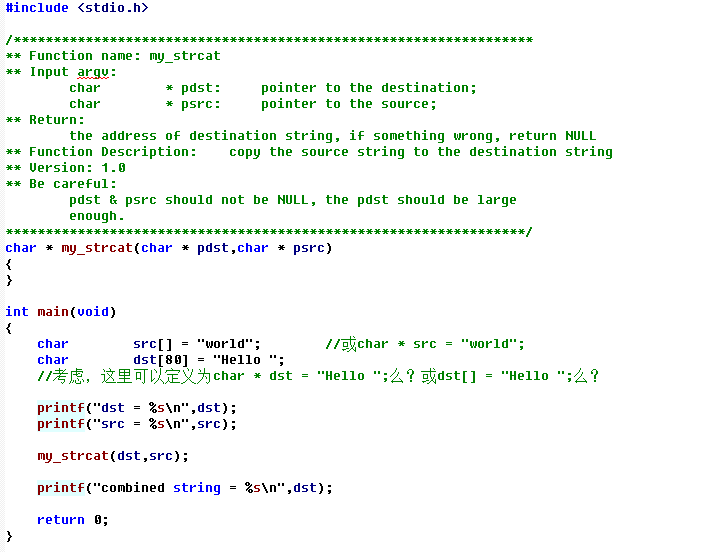 #include <stdio.h>
/*****************************************************************
** Function name: my_strcat
** Input argv:
char * pdst: pointer to the destination;
char * psrc: pointer to the source;
** Return:
the address of destination string, if something wrong, return NULL
** Function Description: copy the source string to the destination string
** Version: 1.0
** Be careful:
pdst & psrc should not be NULL, the pdst should be large
enough.
*****************************************************************/
char * my_strcat(char * pdst,char * psrc)
{
}
int main(void)
{
char src[] = "world"; //或char * src = "world";
char dst[80] = "Hello ";
//考虑，这里可以定义为char * dst = "Hello ";么？或dst[] = "Hello ";么？
printf("dst = %s\n",dst);
printf("src = %s\n",src);
my_strcat(dst,src);
printf("combined string = %s\n",dst);
return 0;
}